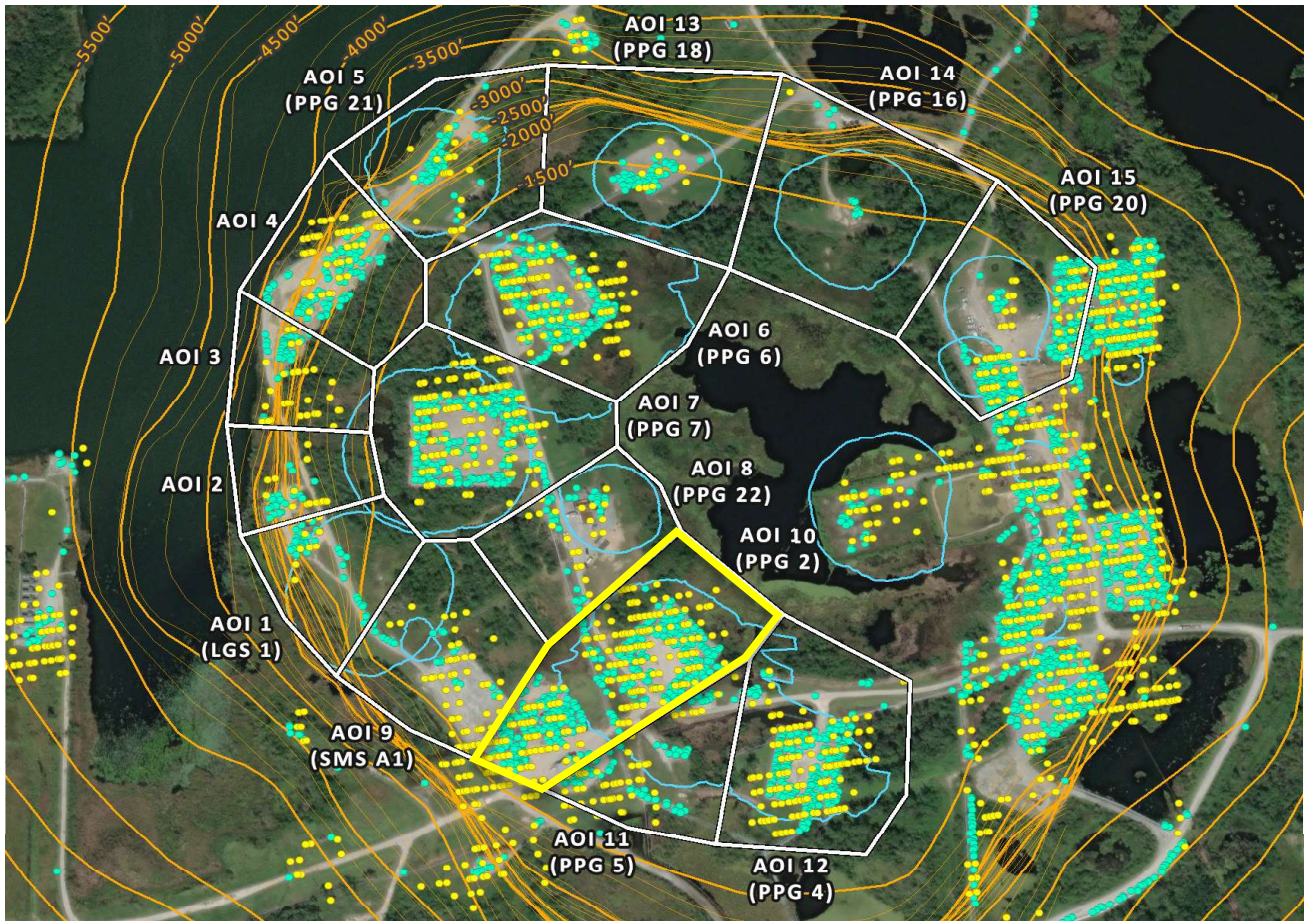 AOI 13
(PPG 18)
-5500'
-5000'
-4500'
-4000'
-3500'
AOI 5
(PPG 21)
AOI 14
(PPG 16)
-3000'
-2500'
-2000'
-1500'
AOI 15
(PPG 20)
AOI 4
AOI 6
(PPG 6)
AOI 3
AOI 7
(PPG 7)
AOI 8
(PPG 22)
AOI 2
AOI 10
(PPG 2)
AOI 1
(LGS 1)
AOI 9
(SMS A1)
AOI 11
(PPG 5)
AOI 12
(PPG 4)